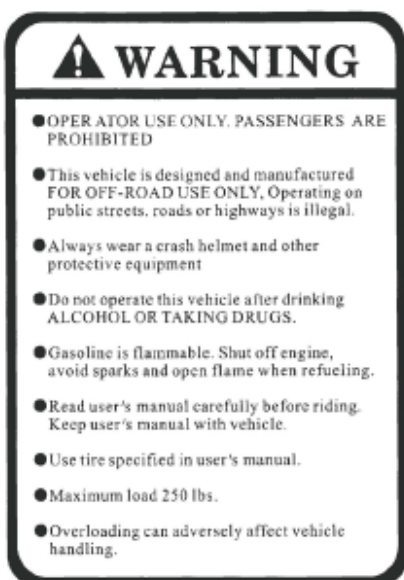 WARNING
●OPERATOR USE ONLY. PASSENGERS ARE
PROHIBITED
●This vehicle is designed and manufactured
FOR OFF-ROAD USE ONLY, Operating on
public streets, roads or highways is illegal.
●Always wear a crash helmet and other
protective equipment
●Do not operate this vehicle after drinking
ALCOHOL OR TAKING DRUGS.
●Gasoline is flammable. Shut off engine,
avoid sparks and open flame when refueling.
●Read user's manual carefully before riding.
Keep user's manual with vehicle.
●Use tire specified in user's manual.
●Maximum load 250 lbs.
●Overloading can adversely affect vehicle
handling.